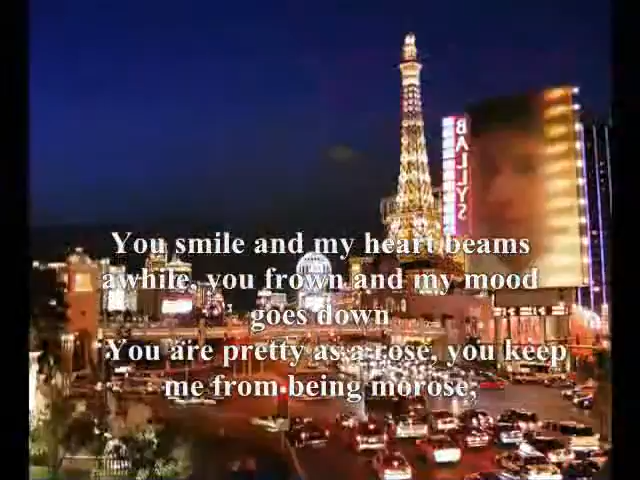 BALLYS
You smile and my heart beams
awhile, you frown and my mood
goes down
You are pretty as a rose, you keep
me from being morose,